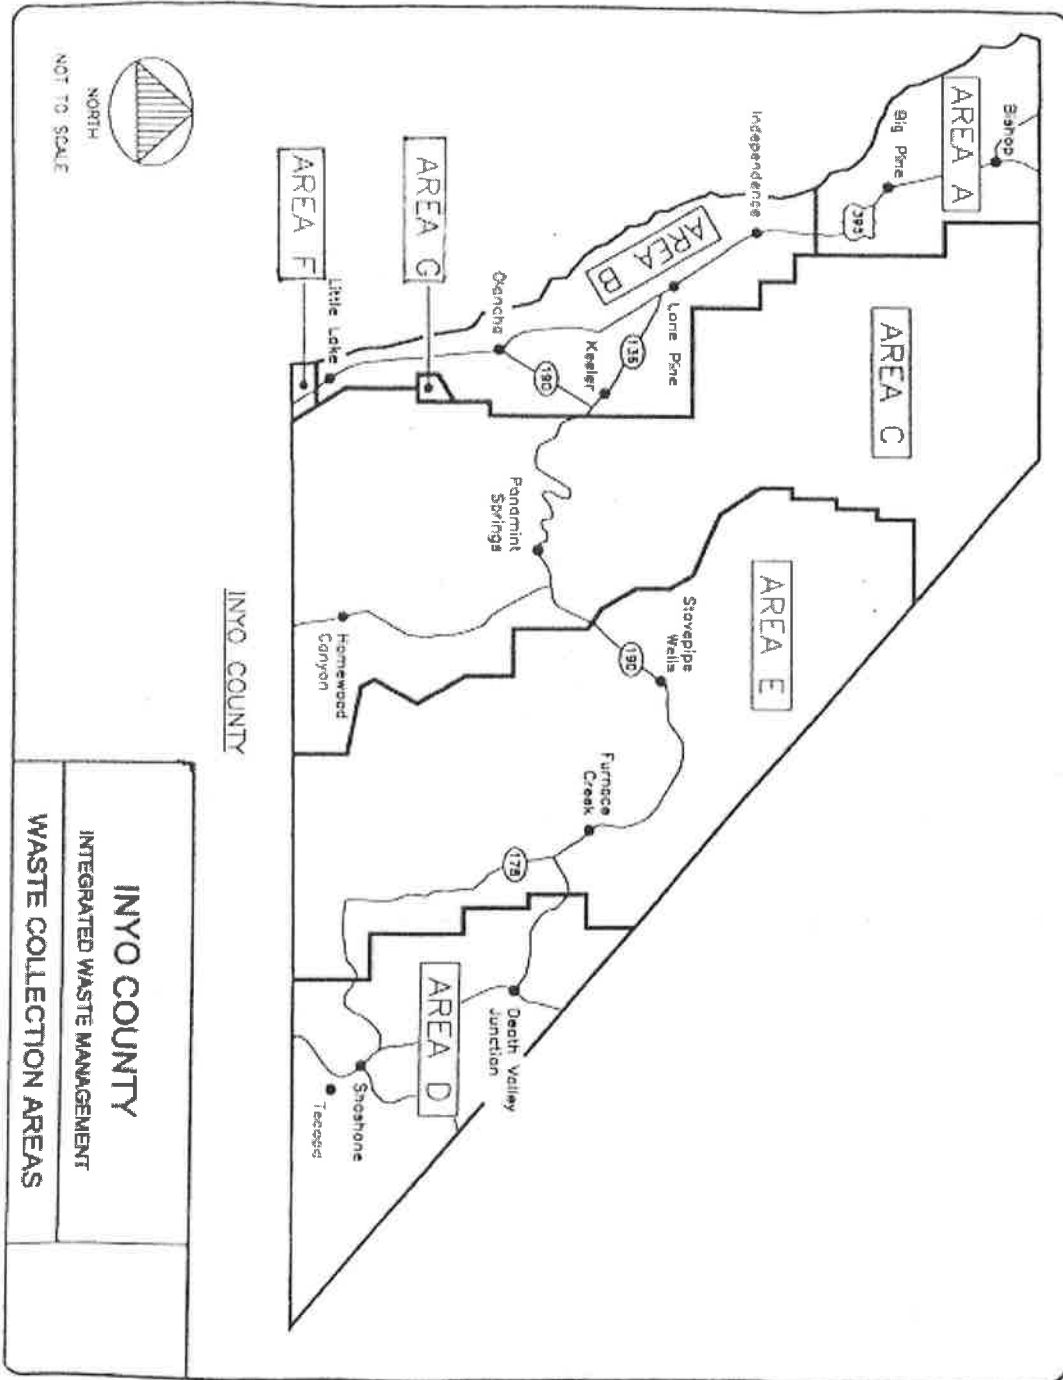 Bishop
AREA A
Big Pine
395
AREA C
Independence
AREA E
AREA B
Lone Pine
136
Keeler
Stovepipe
Wells
190
Furnace
Creek
190
Olancha
Panamint
Springs
178
Death Valley
Junction
AREA G
AREA D
Little Lake
Homewood
Canyon
Shoshone
Tecopa
AREA F
INYO COUNTY
NORTH
NOT TO SCALE
INYO COUNTY
INTEGRATED WASTE MANAGEMENT
WASTE COLLECTION AREAS